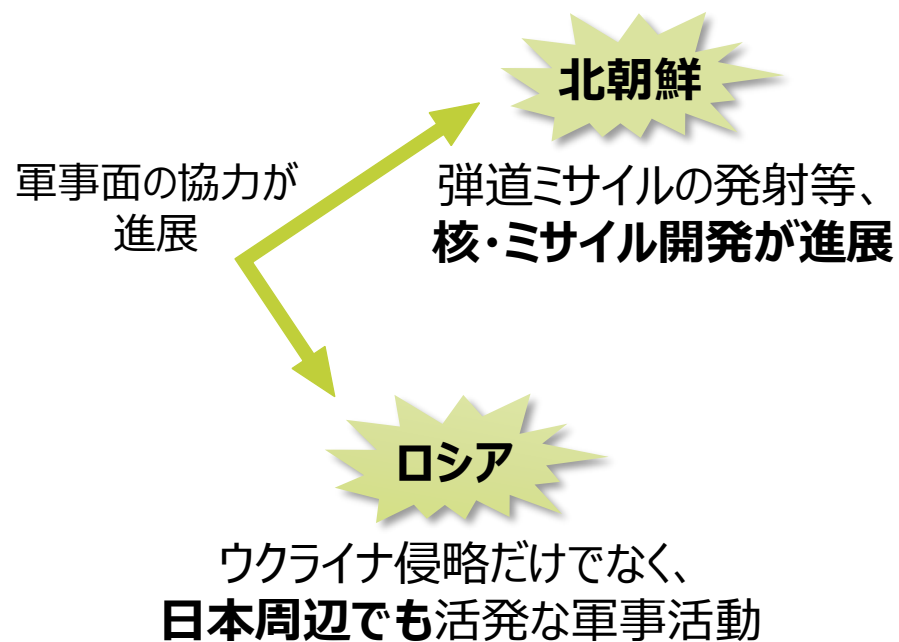 北朝鮮
軍事面の協力が
進展
弾道ミサイルの発射等、
核・ミサイル開発が進展
ロシア
ウクライナ侵略だけでなく、
日本周辺でも活発な軍事活動